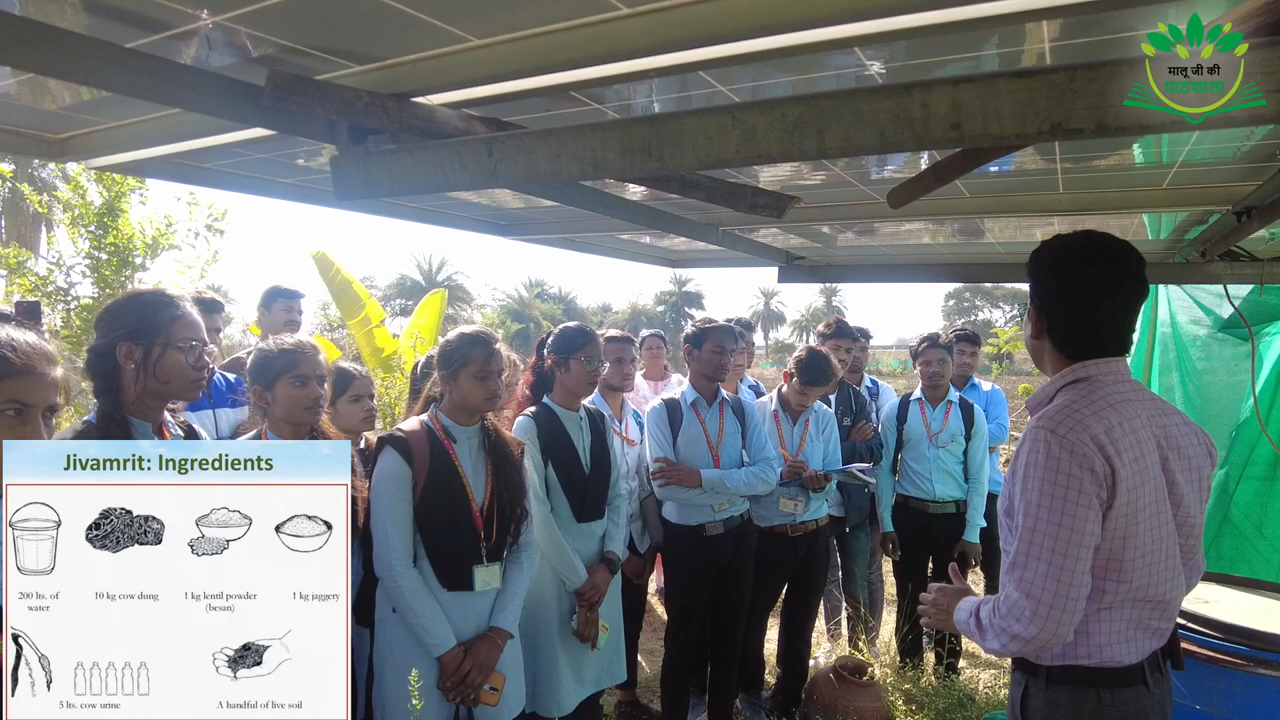 मालू जी की
पाठशाला
Jivamrit: Ingredients
200 lts. of
water
10 kg cow dung
1 kg lentil powder
(besan)
1 kg jaggery
5 lts. cow urine
A handful of live soil